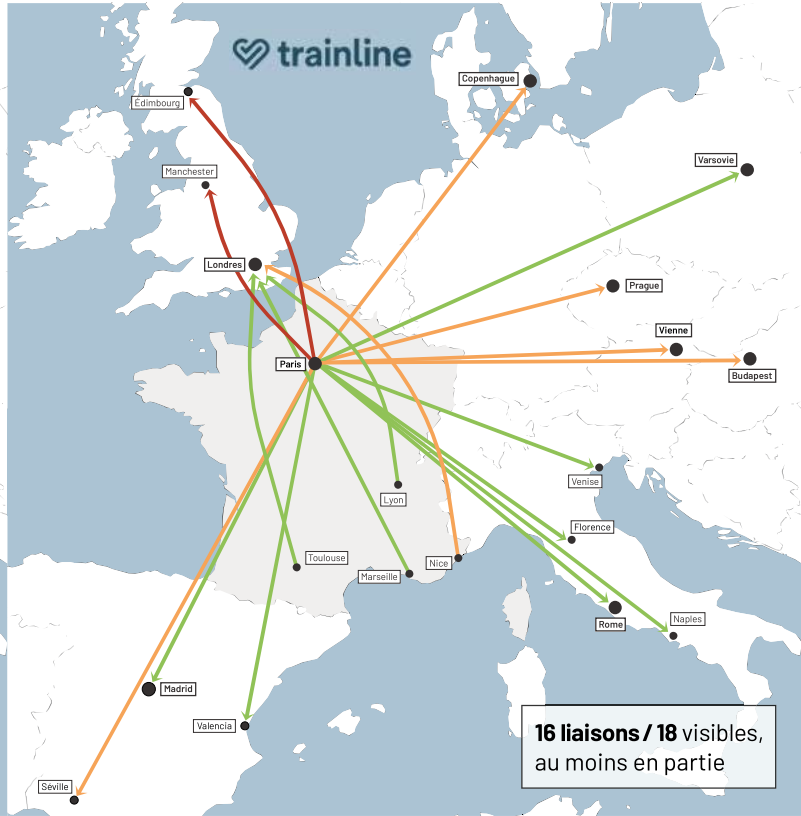 trainline
Copenhague
Édimbourg
Varsovie
Manchester
Londres
Prague
Vienne
Paris
Budapest
Venise
Lyon
Florence
Toulouse
Nice
Marseille
Rome
Naples
Madrid
Valencia
16 liaisons / 18 visibles,
au moins en partie
Séville